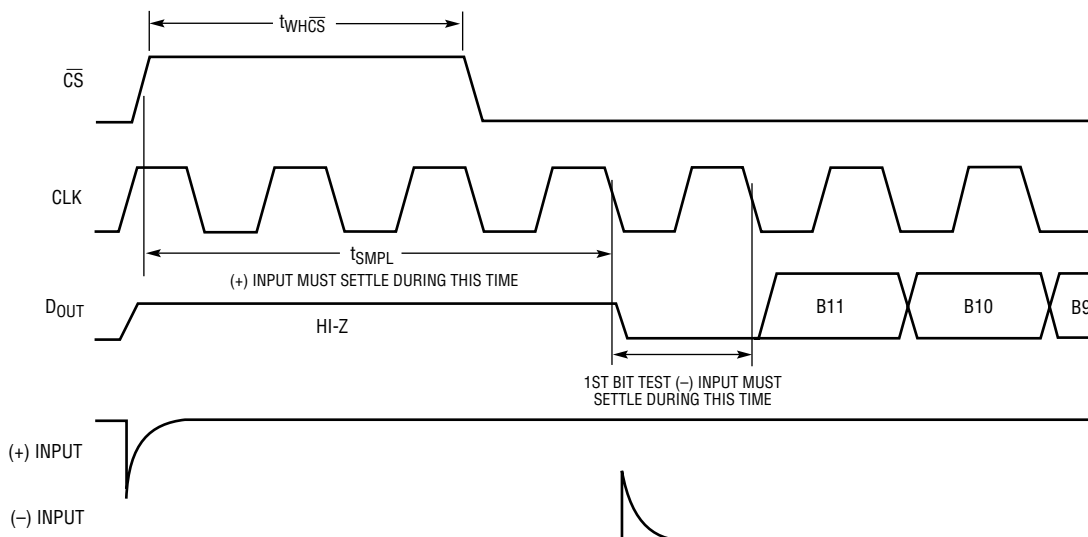 tWHCS
CS
CLK
tSMPL
(+) INPUT MUST SETTLE DURING THIS TIME
DOUT
HI-Z
B11
B10
B9
1ST BIT TEST (–) INPUT MUST
SETTLE DURING THIS TIME
(+) INPUT
(–) INPUT